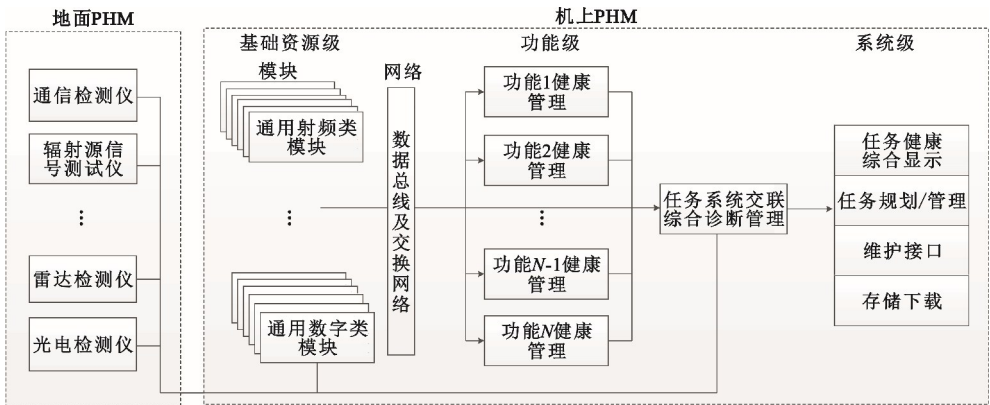 地面PHM
机上PHM
通信检测仪
辐射源信
号测试仪
⋮
雷达检测仪
光电检测仪
基础资源级
模块
通用射频类
模块
⋮
通用数字类
模块
网络
数据总线及交换网络
功能级
功能1健康
管理
功能2健康
管理
⋮
功能N-1健康
管理
功能N健康
管理
任务系统交联
综合诊断管理
系统级
任务健康
综合显示
任务规划/管理
维护接口
存储下载